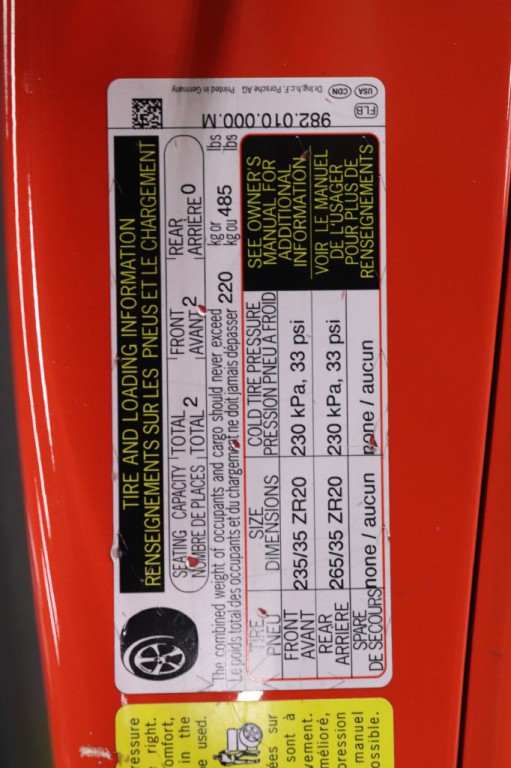 TIRE AND LOADING INFORMATION
RENSEIGNEMENTS SUR LES PNEUS ET LE CHARGEMENT
SEATING CAPACITY TOTAL 2 FRONT 2 REAR 0
NOMBRE DE PLACES TOTAL AVANT ARRIÈRE
The combined weight of occupants and cargo should never exceed 220 kg or 485 lbs
Le poids total des occupants et du chargement ne doit jamais dépasser kg ou lbs
TIRE SIZE COLD TIRE PRESSURE
PNEU DIMENSIONS PRESSION PNEU À FROID
FRONT 235/35 ZR20 230 kPa, 33 psi
AVANT
REAR 265/35 ZR20 230 kPa, 33 psi
ARRIÈRE
SPARE none / aucun none / aucun
DE SECOURS
SEE OWNER'S
MANUAL FOR
ADDITIONAL
INFORMATION
VOIR LE MANUEL
DE L'USAGER
POUR PLUS DE
RENSEIGNEMENTS
982.010.000.M
FLB
USA CDN Dr.Ing.h.c.F. Porsche AG Printed in Germany
ressure
right.
omfort,
in the
e used.
ées sur
sont à
vement.
mélioré,
pression
manuel
ossible.